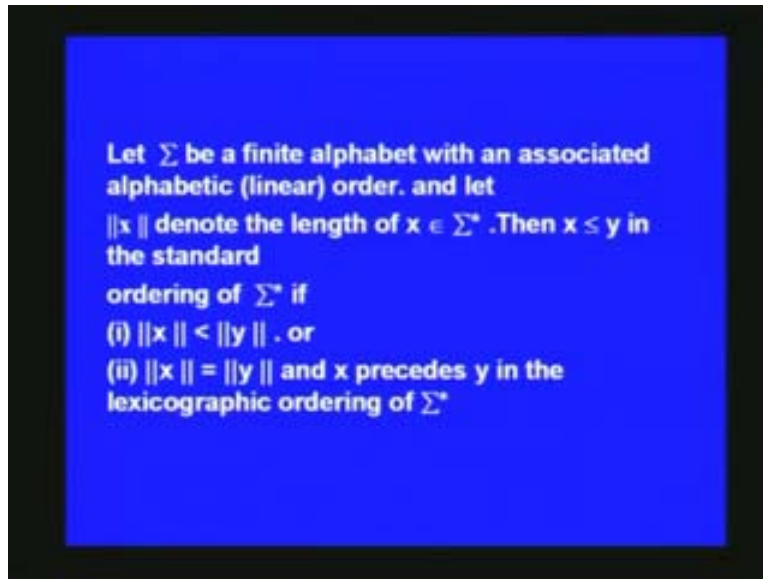 Let Σ be a finite alphabet with an associated
alphabetic (linear) order. and let
||x || denote the length of x ∈ Σ* .Then x ≤ y in
the standard
ordering of Σ* if
(i) ||x || < ||y || . or
(ii) ||x || = ||y || and x precedes y in the
lexicographic ordering of Σ*